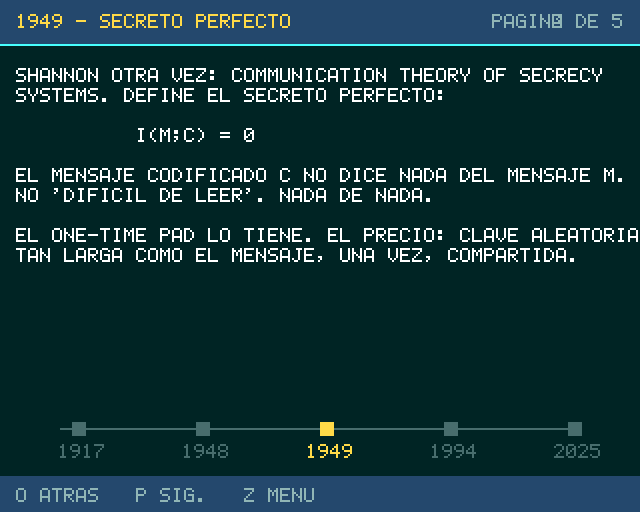 1949 - SECRETO PERFECTO
DE 5
SHANNON OTRA VEZ: COMMUNICATION THEORY OF SECRECY
SYSTEMS. DEFINE EL SECRETO PERFECTO:
I(M;C) = 0
EL MENSAJE CODIFICADO C NO DICE NADA DEL MENSAJE M.
NO 'DIFICIL DE LEER'. NADA DE NADA.
EL ONE-TIME PAD LO TIENE. EL PRECIO: CLAVE ALEATORIA
TAN LARGA COMO EL MENSAJE, UNA VEZ, COMPARTIDA.
1917 1948 1949 1994 2025
O ATRAS P SIG. Z MENU